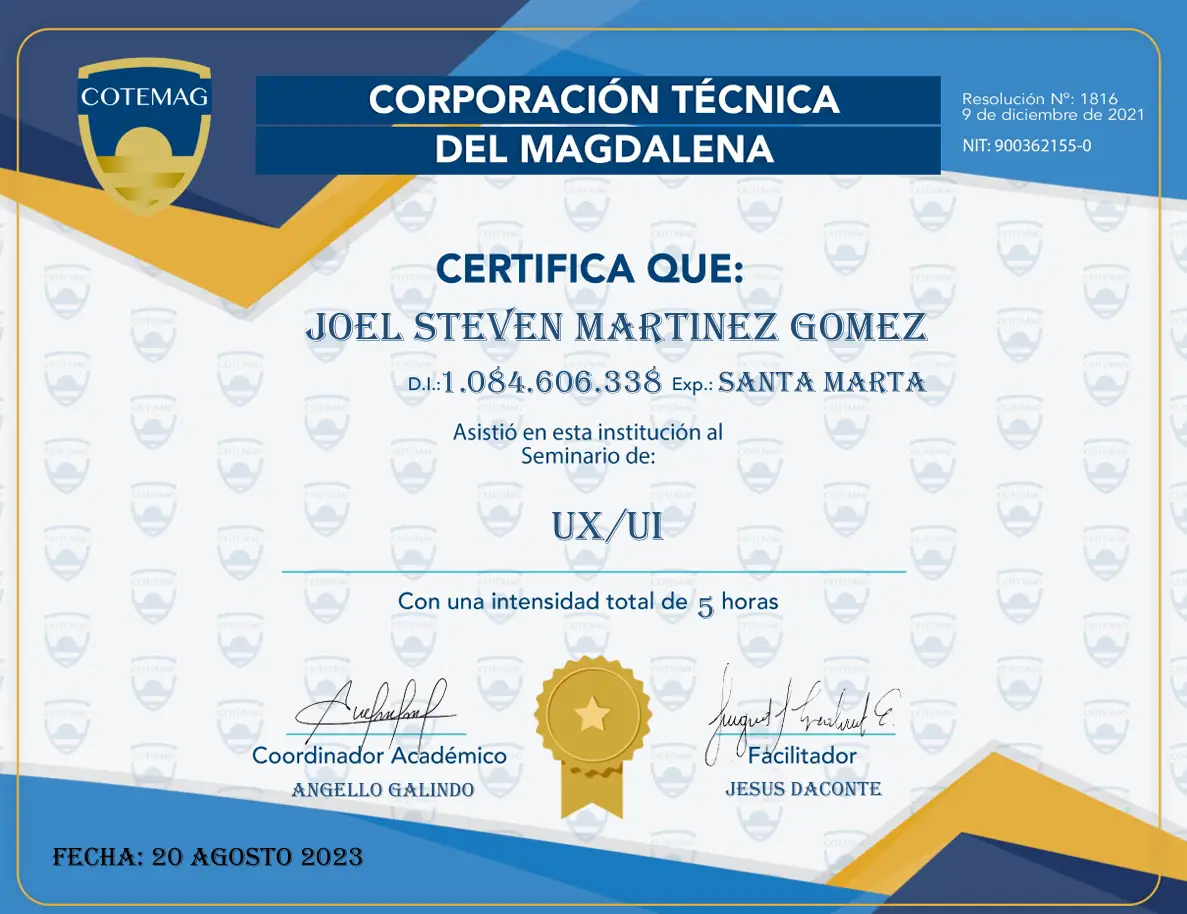 COTEMAG
CORPORACIÓN TÉCNICA
DEL MAGDALENA
Resolución Nº: 1816
9 de diciembre de 2021
NIT: 900362155-0
CERTIFICA QUE:
JOEL STEVEN MARTINEZ GOMEZ
D.I.:1.084.606.338 Exp.: SANTA MARTA
Asistió en esta institución al
Seminario de:
UX/UI
Con una intensidad total de 5 horas
Coordinador Académico
ANGELLO GALINDO
Facilitador
JESUS DACONTE
FECHA: 20 AGOSTO 2023